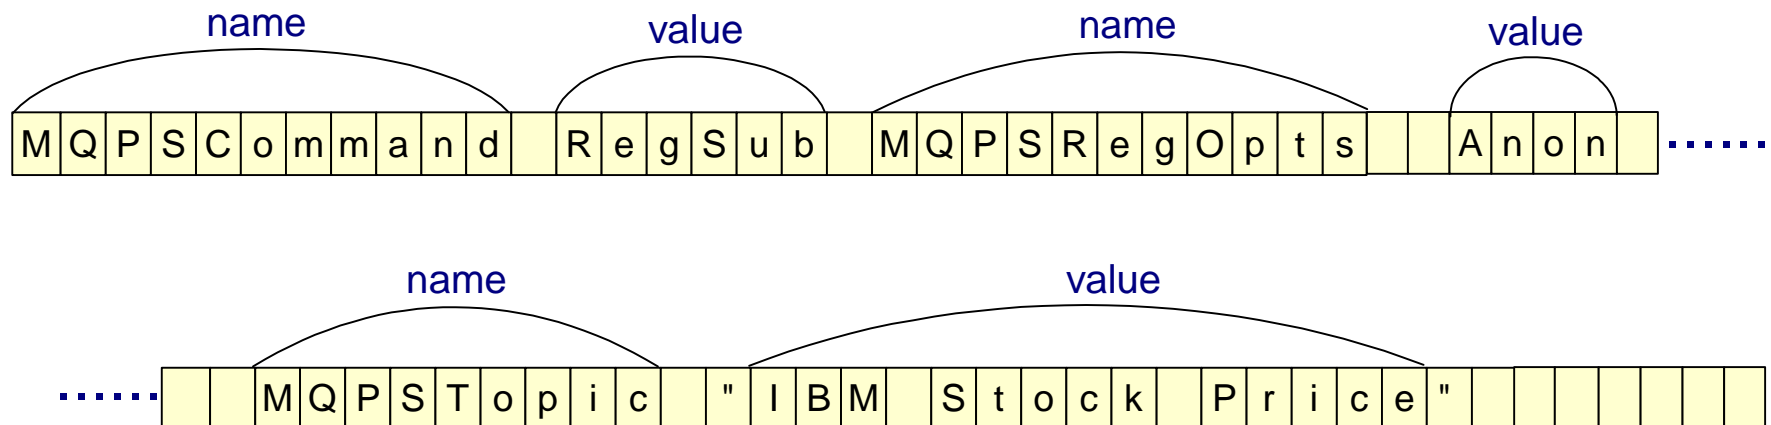 name value name value
MQPSCommand RegSub MQPSRegOpts  Anon
name value
MQPSTopic "IBM Stock Price"